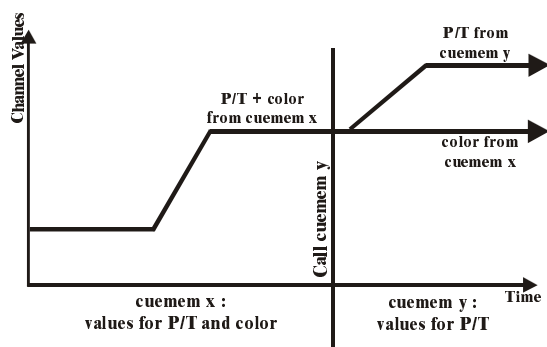 Channel Values
P/T from
cuemem y
P/T + color
from cuemem x
color from
cuemem x
Call cuemem y
Time
cuemem x :
values for P/T and color
cuemem y :
values for P/T